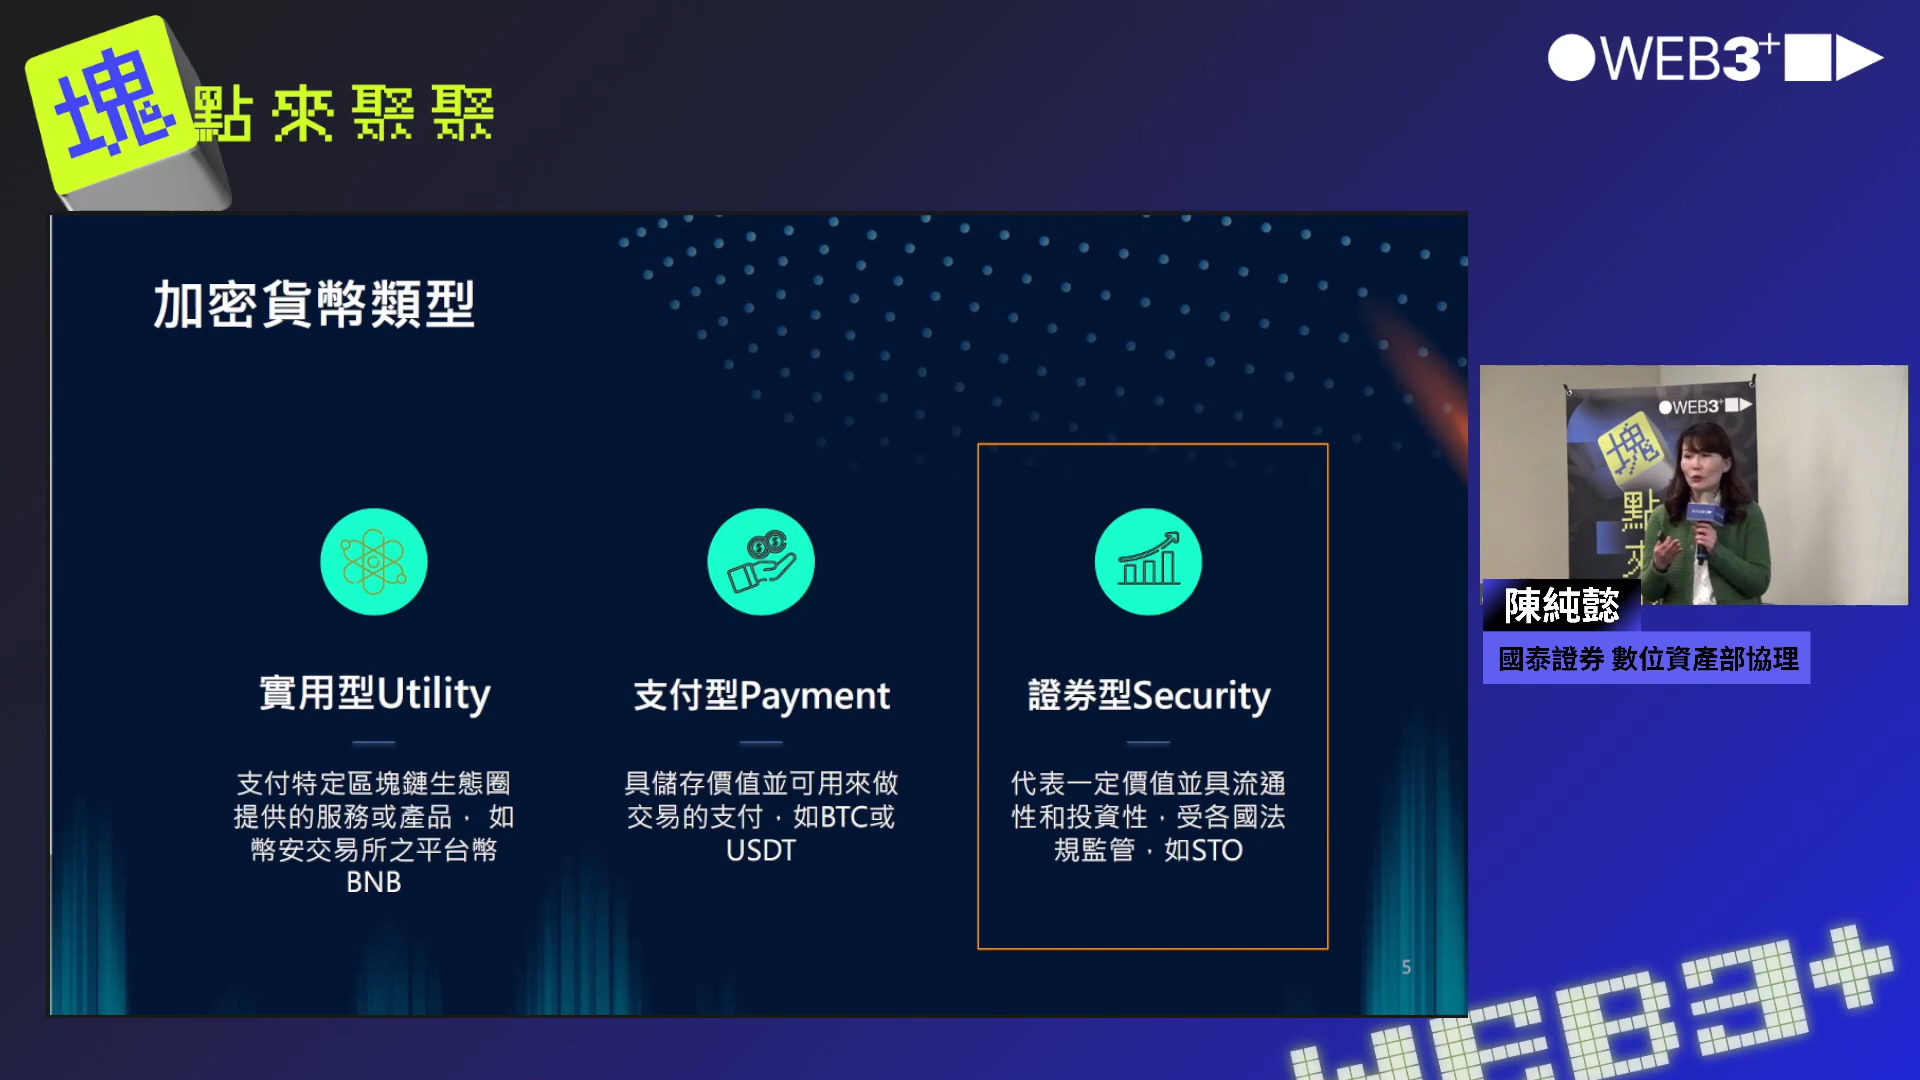 塊點來聚聚
WEB3+
加密貨幣類型
實用型Utility
支付特定區塊鏈生態圈
提供的服務或產品， 如
幣安交易所之平台幣
BNB
支付型Payment
具儲存價值並可用來做
交易的支付，如BTC或
USDT
證券型Security
代表一定價值並具流通
性和投資性，受各國法
規監管，如STO
5
WEB3+
塊
點
來
陳純懿
國泰證券 數位資產部協理
WEB3+